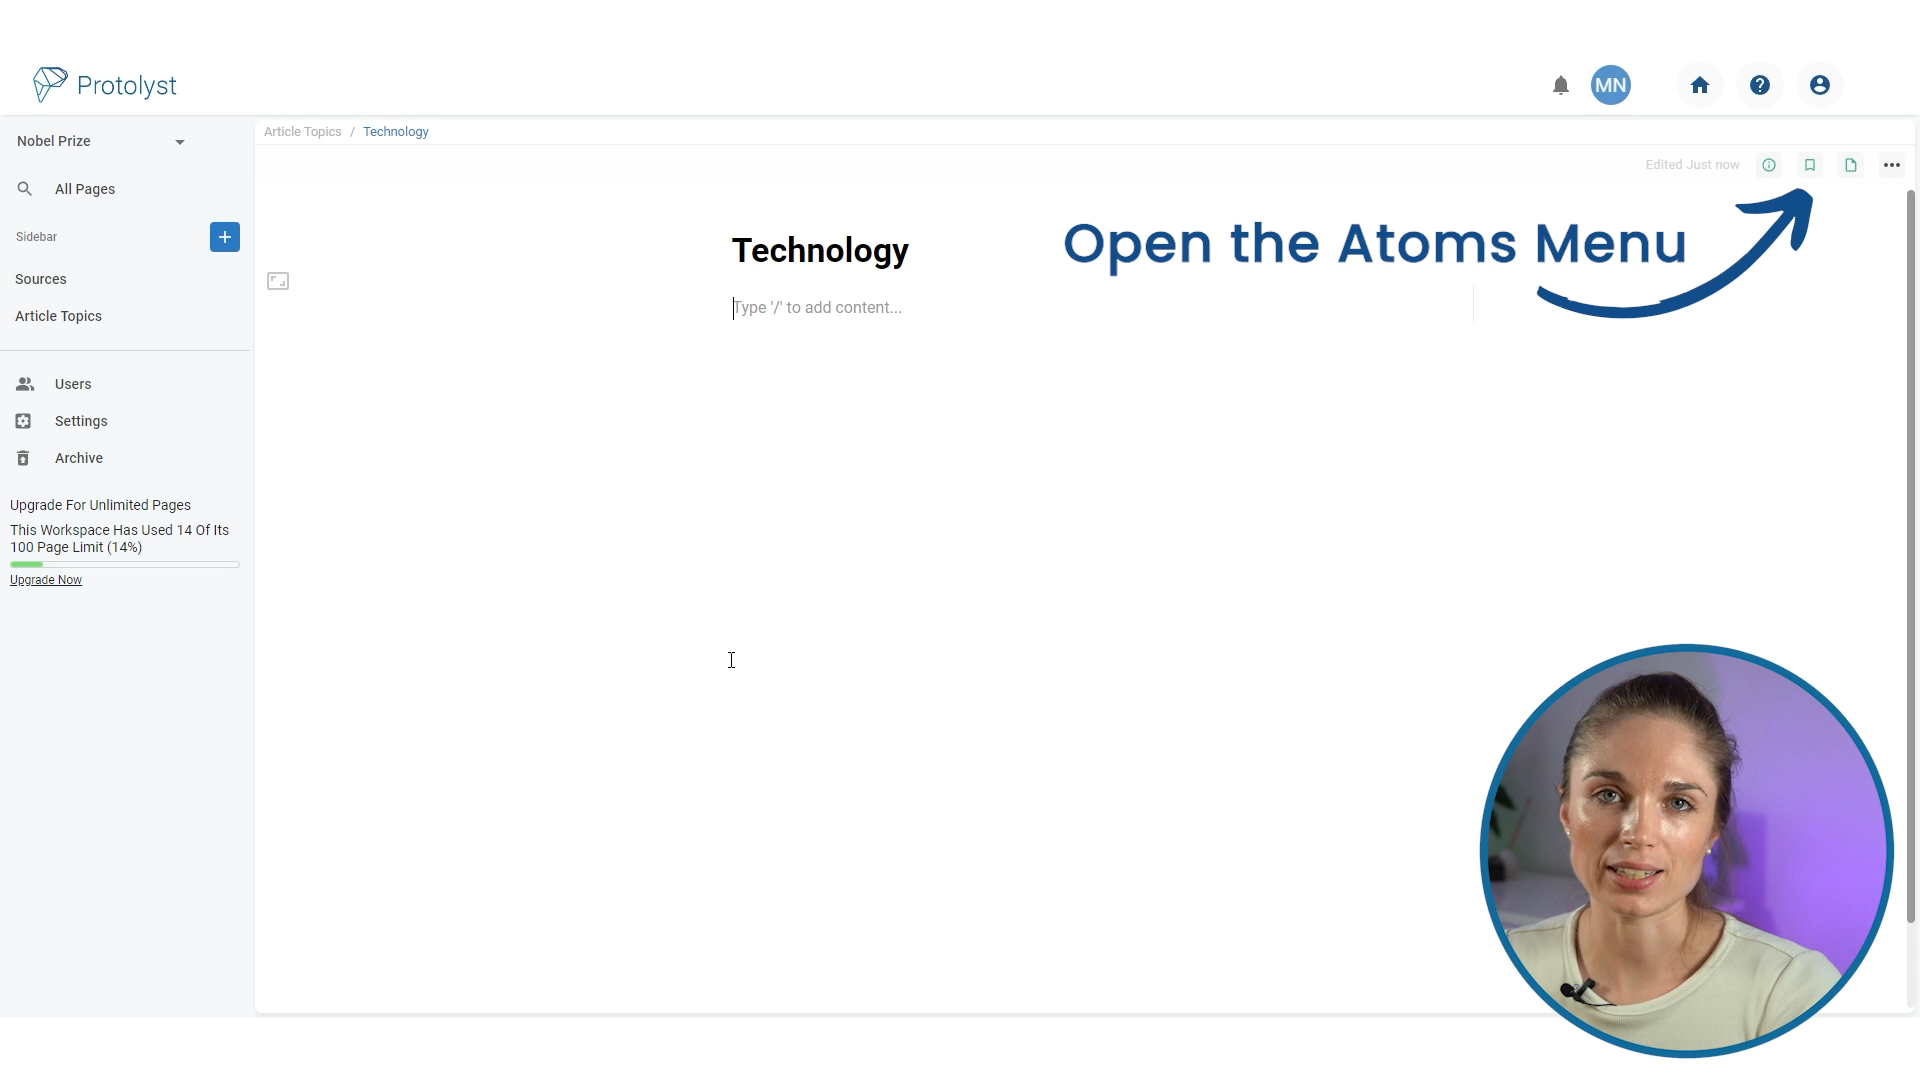 Protolyst
MN
Nobel Prize
Article Topics / Technology
All Pages
Edited Just now
Sidebar
Technology
Open the Atoms Menu
Sources
Type '/' to add content...
Article Topics
Users
Settings
Archive
Upgrade For Unlimited Pages
This Workspace Has Used 14 Of Its
100 Page Limit (14%)
Upgrade Now